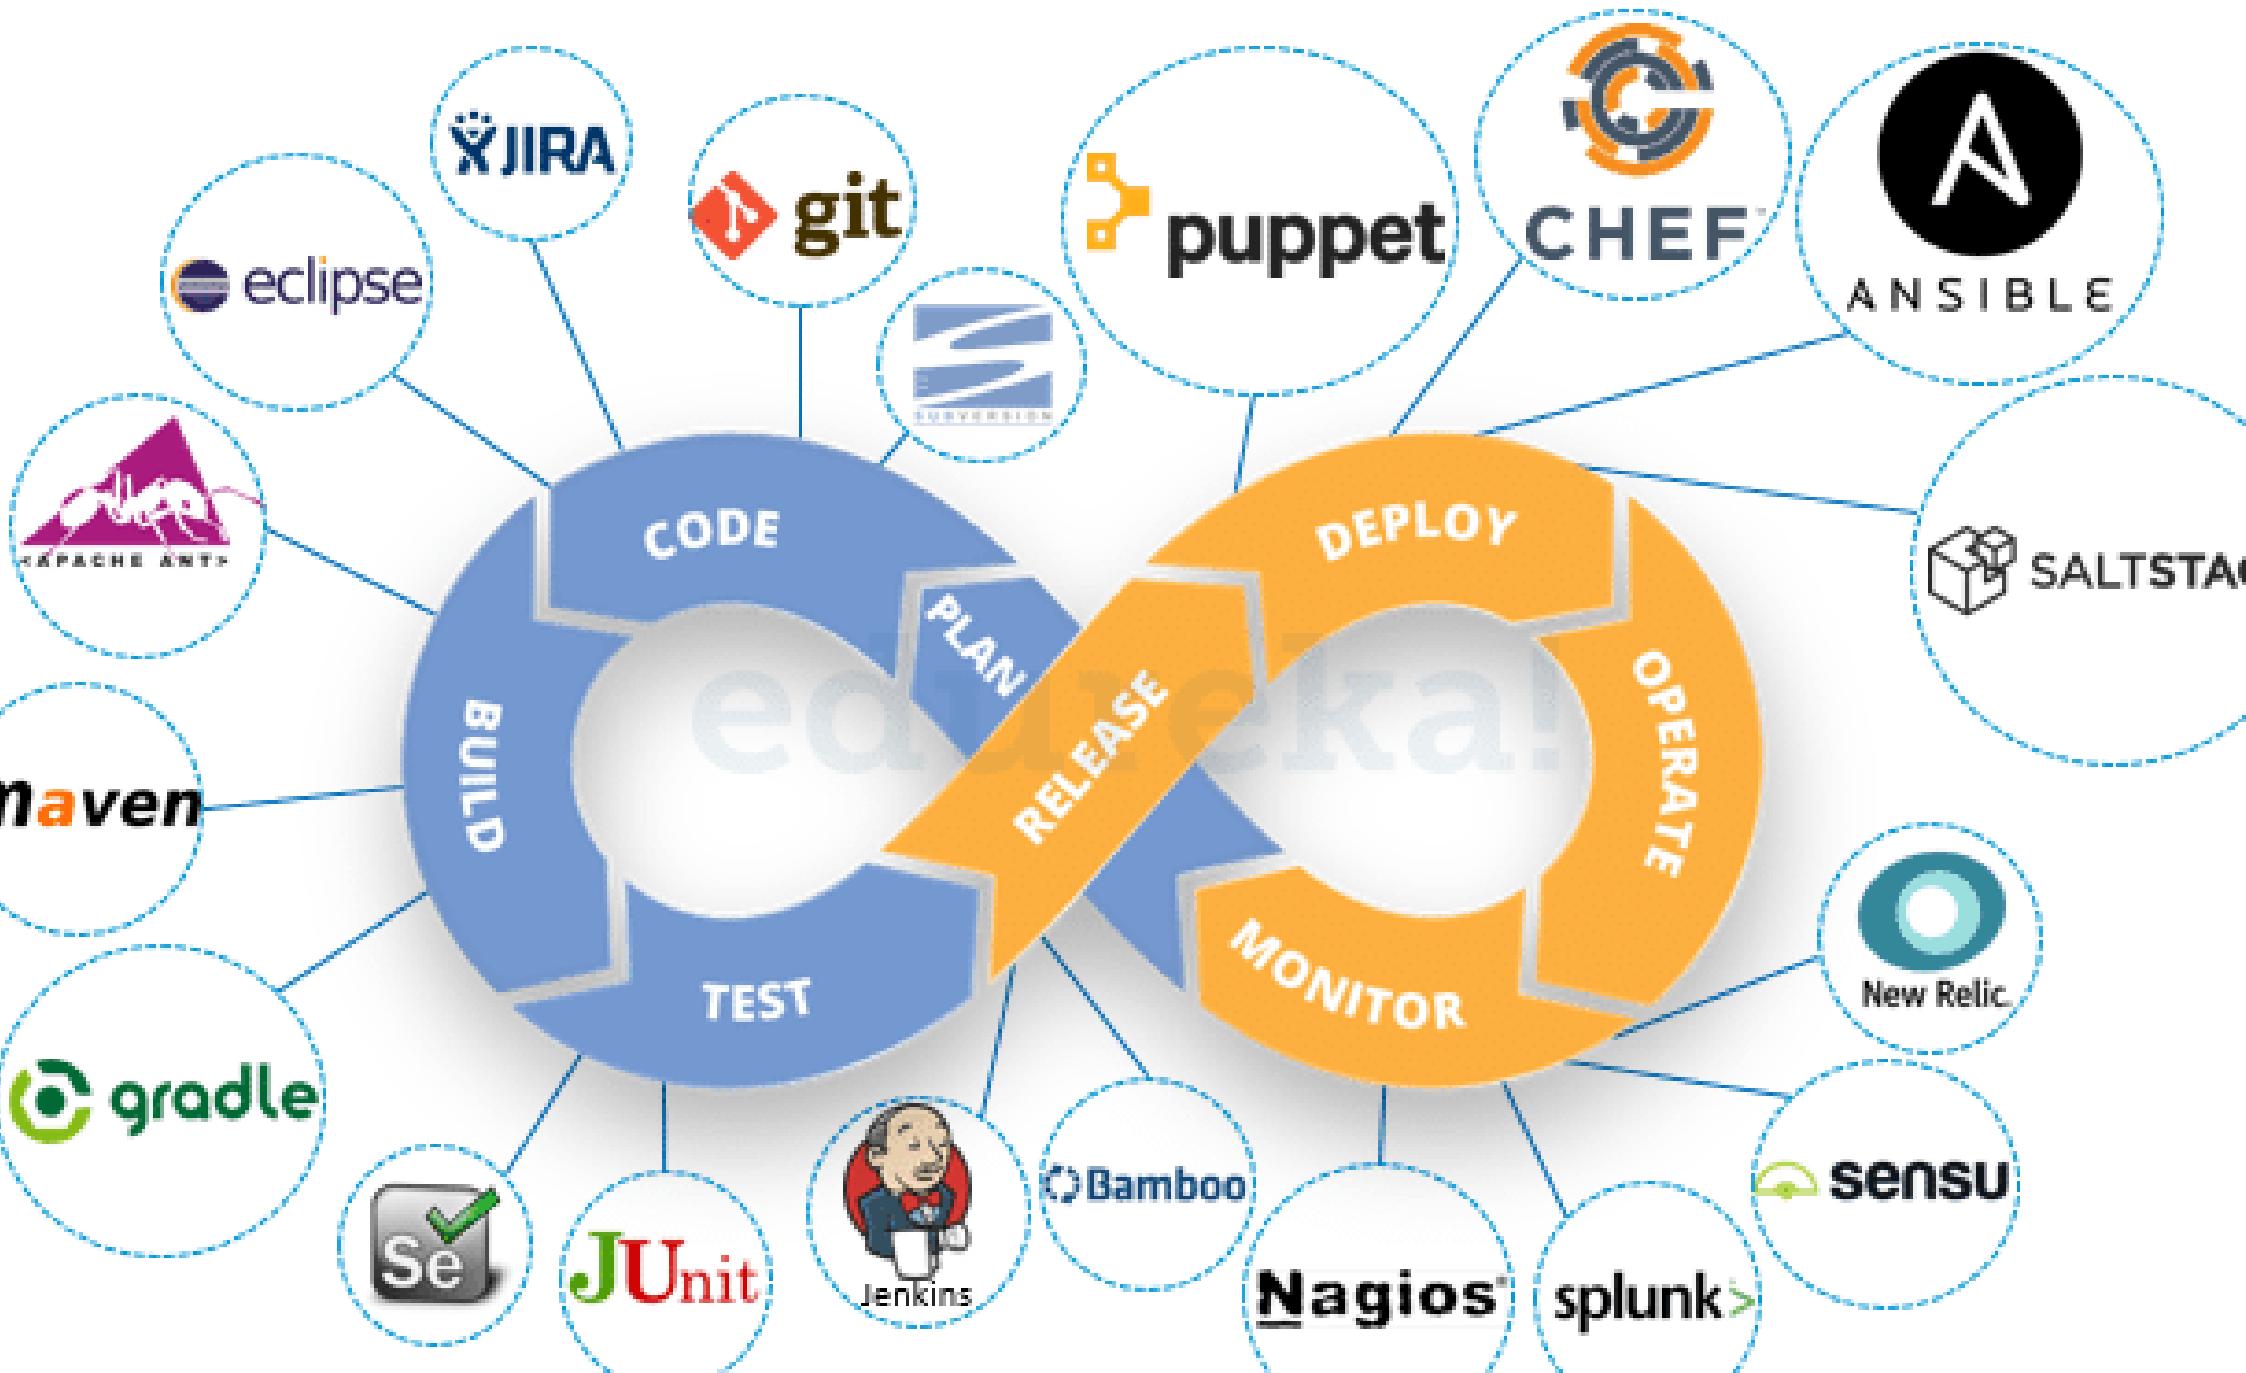 JIRA
git
eclipse
puppet
CHEF
ANSIBLE
SUBVERSION
<APACHE ANT>
SALTSTAC
CODE
DEPLOY
PLAN
OPERATE
edureka!
RELEASE
BUILD
maven
TEST
MONITOR
New Relic.
gradle
Se
JUnit
Jenkins
Bamboo
Nagios®
splunk>
sensu